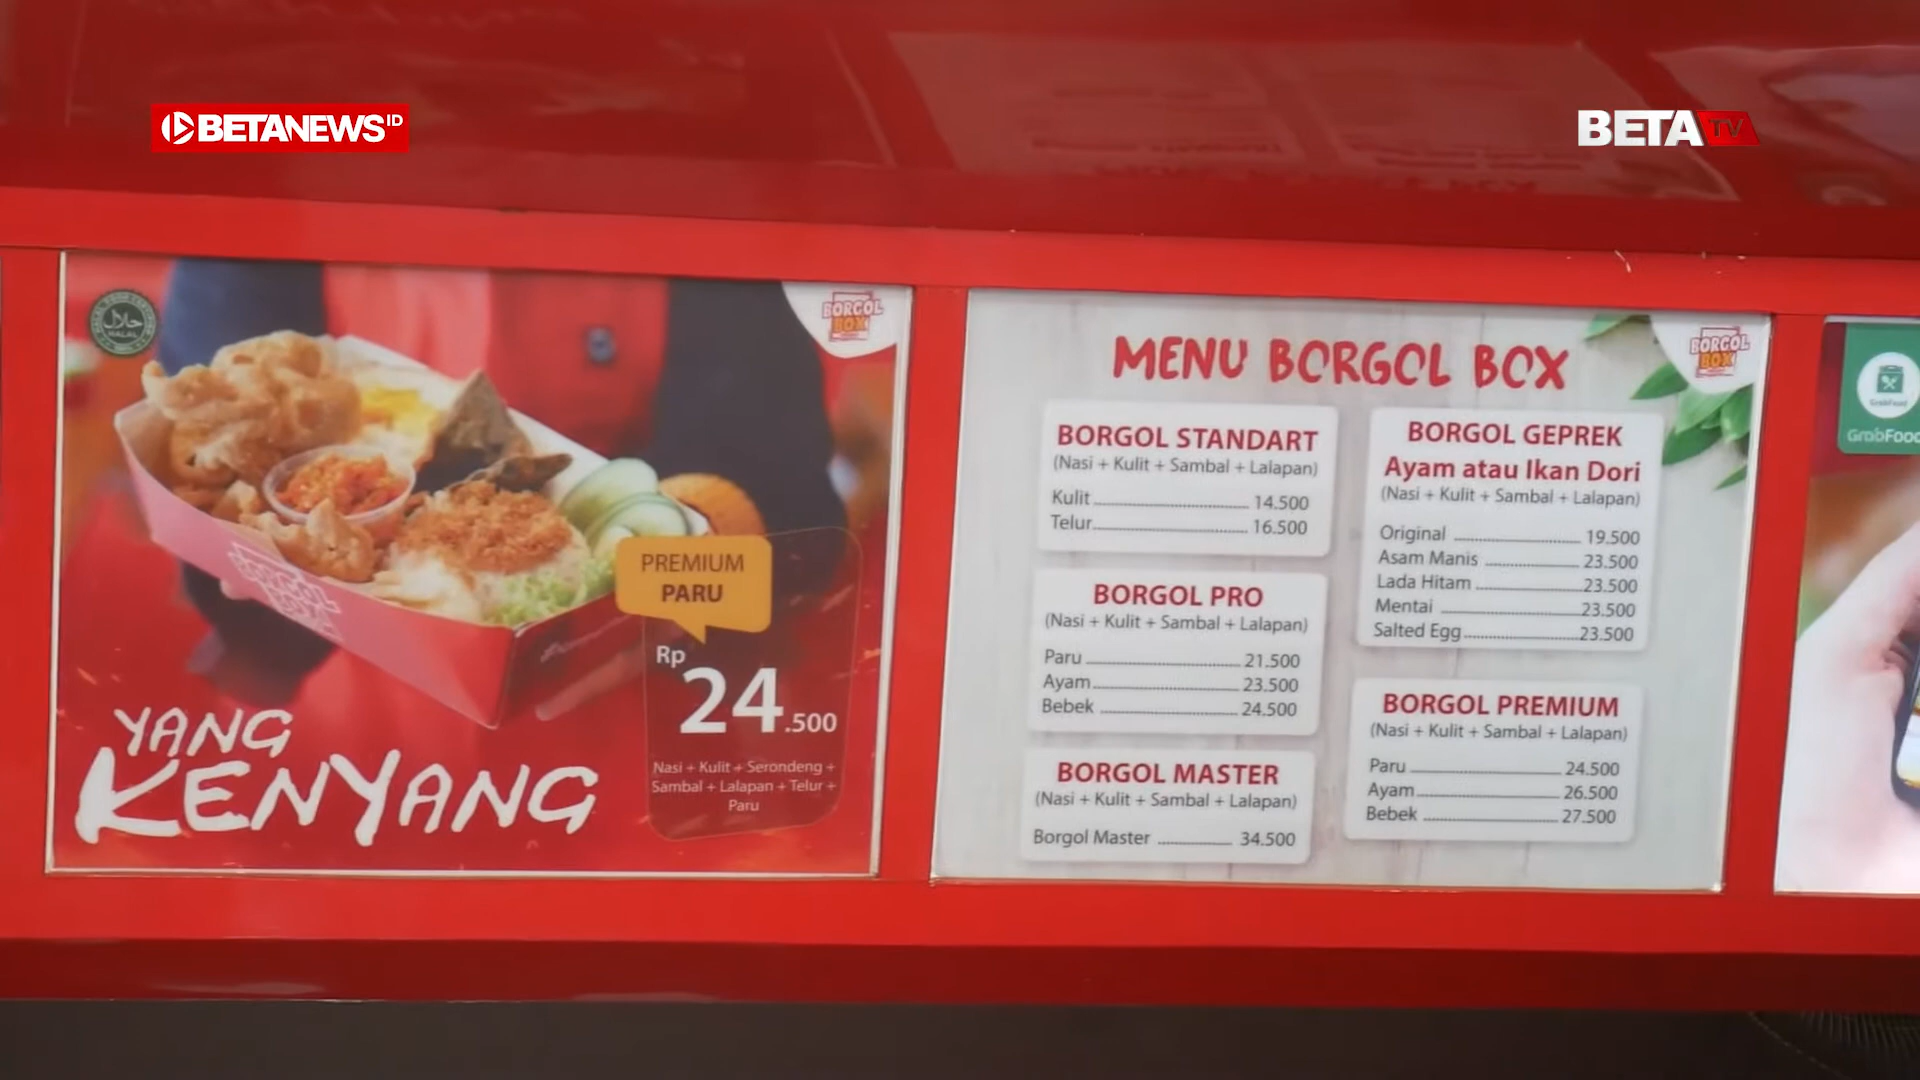 BETANEWS ID
BETA TV
حلال
HALAL
BORGOL
BOX
BORGOL
BOX
PREMIUM
PARU
Rp
24.500
Nasi + Kulit + Serondeng +
Sambal + Lalapan + Telur +
Paru
YANG
KENYANG
MENU BORGOL BOX
BORGOL
BOX
BORGOL STANDART
(Nasi + Kulit + Sambal + Lalapan)
Kulit 14.500
Telur 16.500
BORGOL PRO
(Nasi + Kulit + Sambal + Lalapan)
Paru 21.500
Ayam 23.500
Bebek 24.500
BORGOL MASTER
(Nasi + Kulit + Sambal + Lalapan)
Borgol Master 34.500
BORGOL GEPREK
Ayam atau Ikan Dori
(Nasi + Kulit + Sambal + Lalapan)
Original 19.500
Asam Manis 23.500
Lada Hitam 23.500
Mentai 23.500
Salted Egg 23.500
BORGOL PREMIUM
(Nasi + Kulit + Sambal + Lalapan)
Paru 24.500
Ayam 26.500
Bebek 27.500
GrabFood
GrabFood